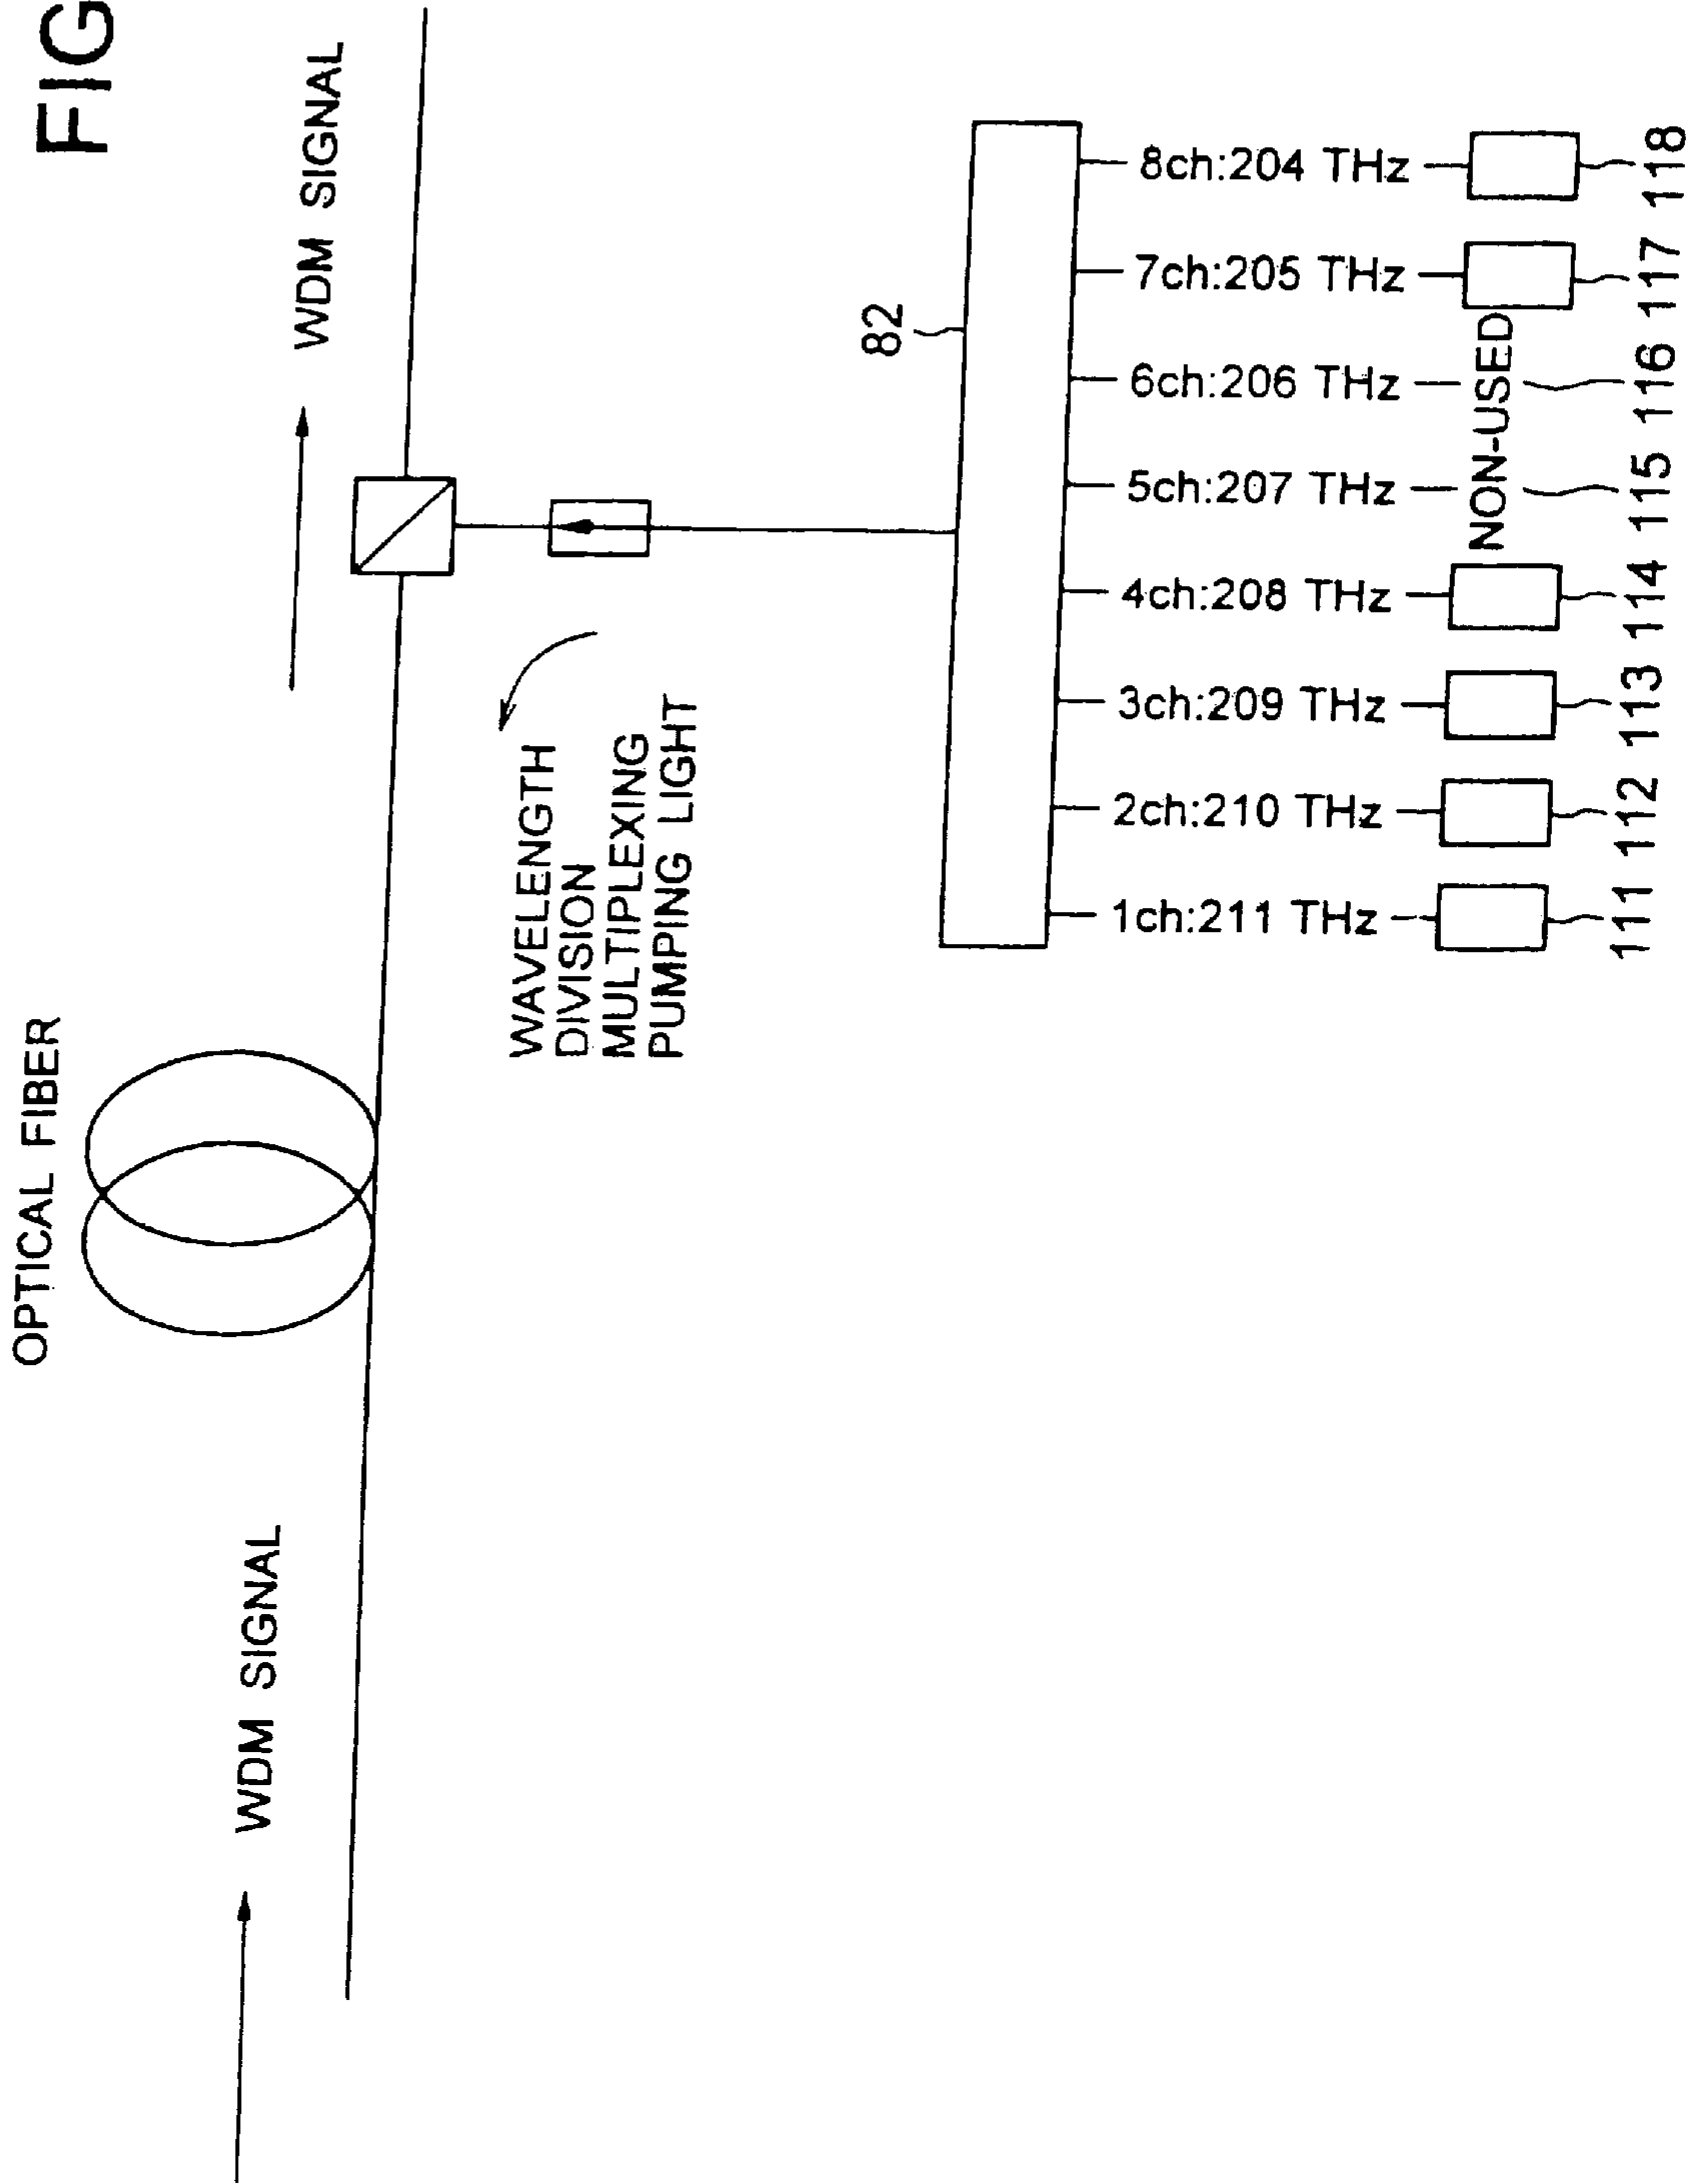 FIG
OPTICAL FIBER
WDM SIGNAL
WDM SIGNAL
WAVELENGTH
DIVISION
MULTIPLEXING
PUMPING LIGHT
82
1ch:211 THz
2ch:210 THz
3ch:209 THz
4ch:208 THz
5ch:207 THz
6ch:206 THz
7ch:205 THz
8ch:204 THz
NON-USED
111
112
113
114
115
116
117
118